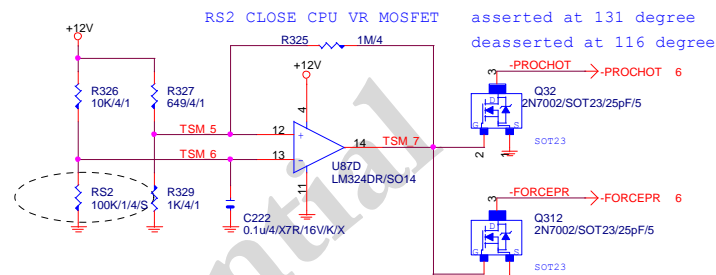 RS2 CLOSE CPU VR MOSFET asserted at 131 degree
deasserted at 116 degree
+12V
R325 1M/4
+12V
R326
10K/4/1
R327
649/4/1
-PROCHOT
-PROCHOT 6
3
Q32
2N7002/SOT23/25pF/5
D
G
S
SOT23
2
1
4
TSM_5
12
+
TSM_6
13
-
14
TSM_7
U87D
LM324DR/SO14
11
RS2
100K/1/4/S
R329
1K/4/1
C222
0.1u/4/X7R/16V/K/X
-FORCEPR
-FORCEPR 6
3
Q312
2N7002/SOT23/25pF/5
D
G
S
SOT23
ential